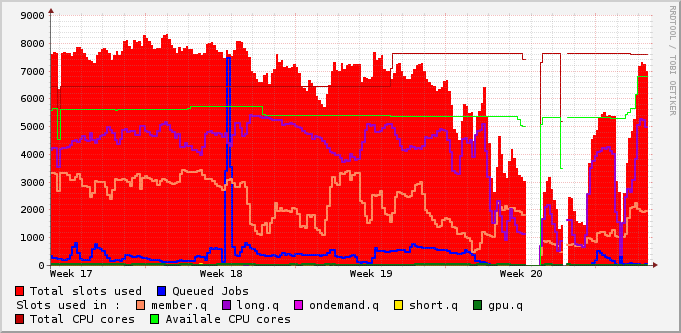 9000
8000
7000
6000
5000
4000
3000
2000
1000
0
Week 17 Week 18 Week 19 Week 20
Total slots used Queued Jobs
Slots used in : member.q long.q ondemand.q short.q gpu.q
Total CPU cores Availale CPU cores
RRDTOOL / TOBI OETIKER